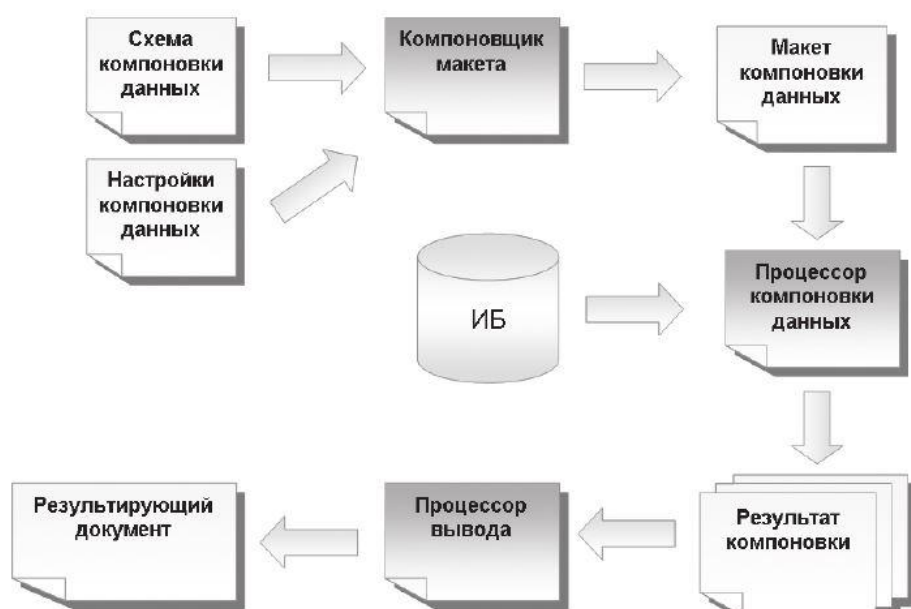 Схема
компоновки
данных
Компоновщик
макета
Макет
компоновки
данных
Настройки
компоновки
данных
ИБ
Процессор
компоновки
данных
Результирующий
документ
Процессор
вывода
Результат
компоновки